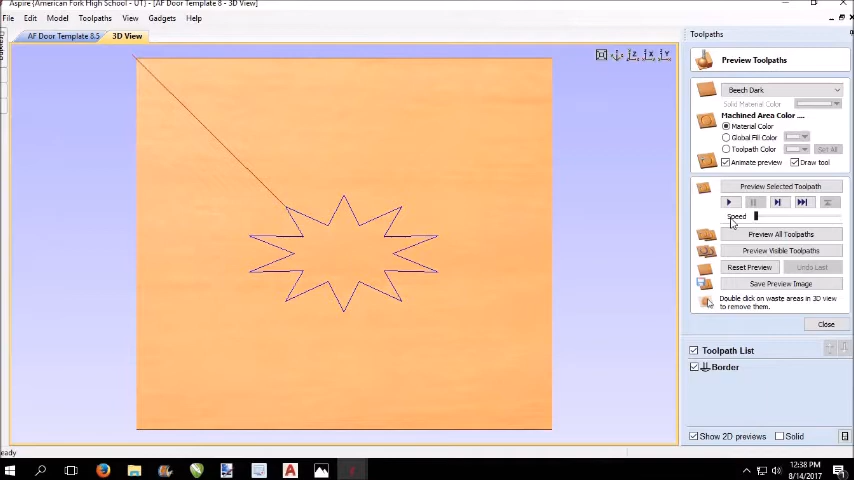 Aspire (American Fork High School - UT) - [AF Door Template 8 - 3D View]
File Edit Model Toolpaths View Gadgets Help
AF Door Template 8.5
3D View
Drawing
Z X Y
Toolpaths
Preview Toolpaths
Beech Dark
Solid Material Color
Machined Area Color ....
Material Color
Global Fill Color
Toolpath Color
Set All
Animate preview
Draw tool
Preview Selected Toolpath
Speed
Preview All Toolpaths
Preview Visible Toolpaths
Reset Preview
Undo Last
Save Preview Image
Double click on waste areas in 3D view
to remove them.
Close
Toolpath List
Border
Show 2D previews
Solid
eady
12:38 PM
8/14/2017